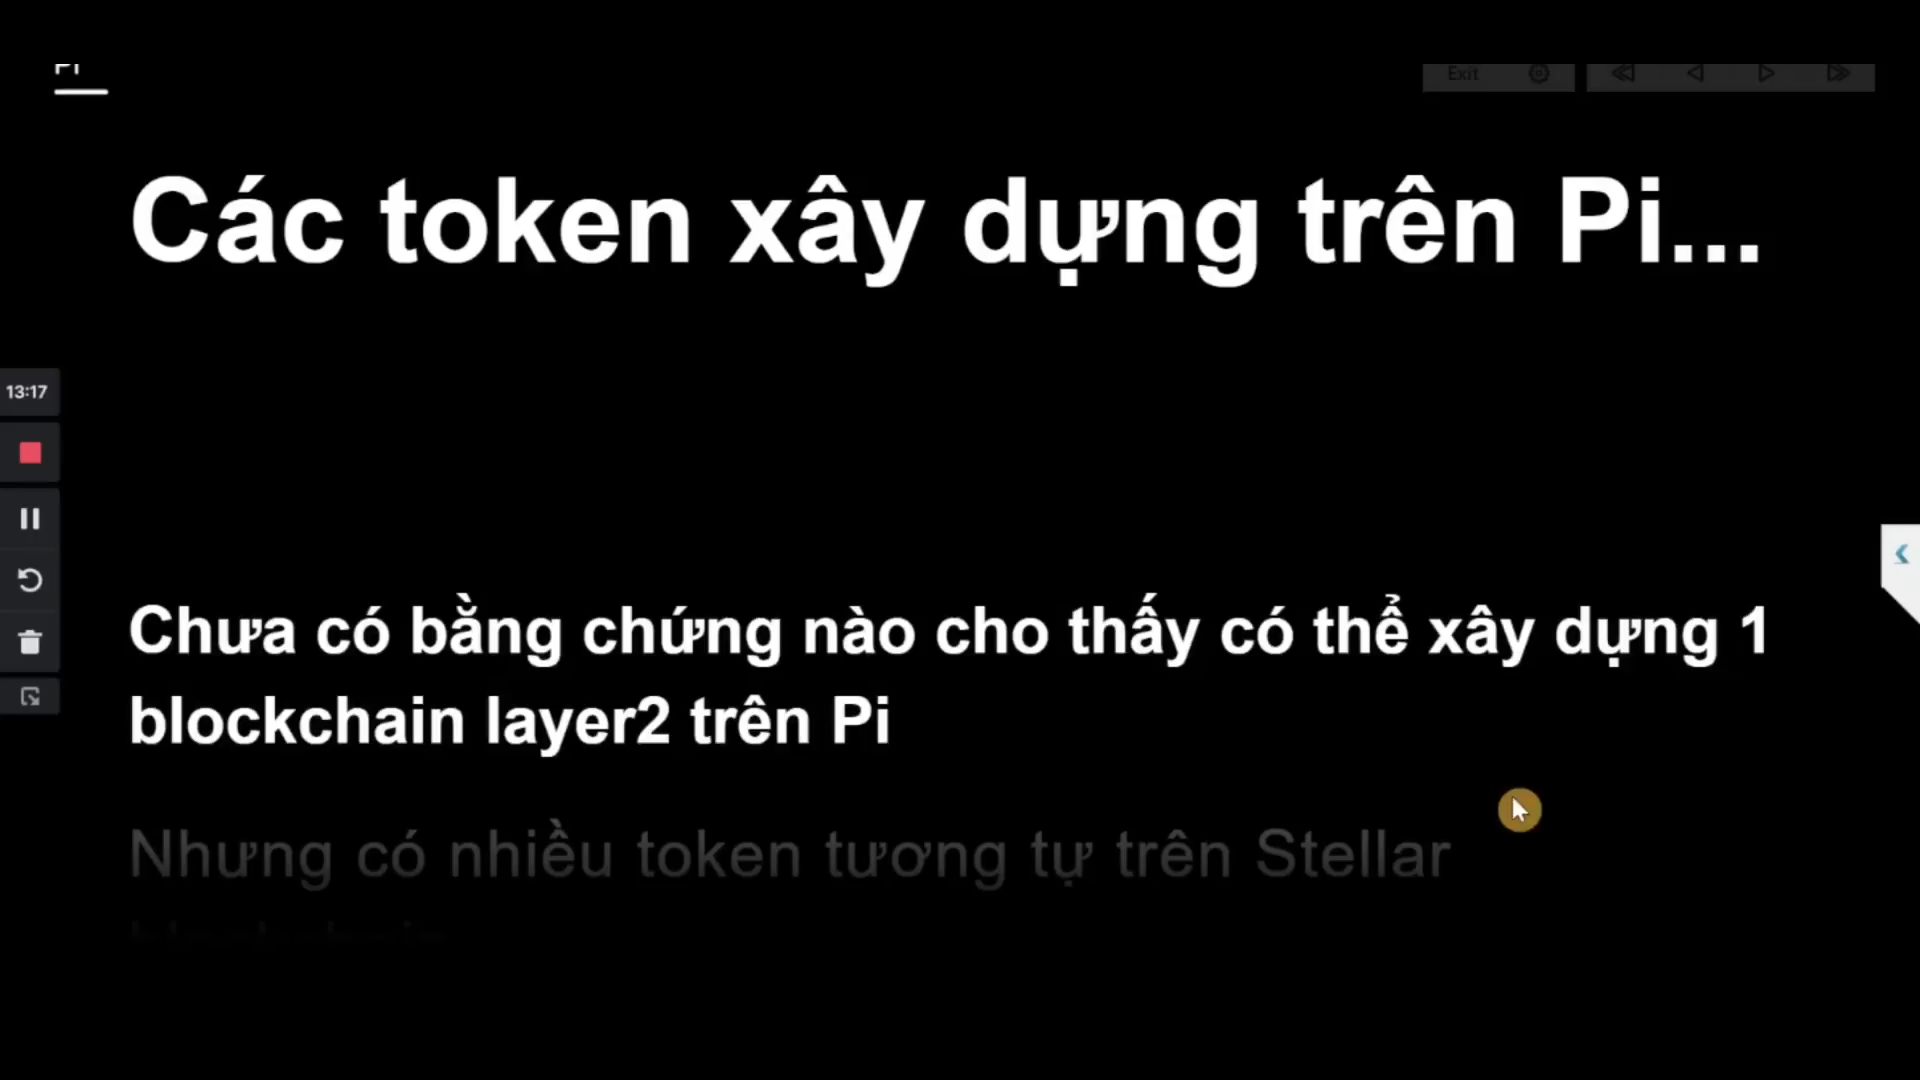 Exit
Các token xây dựng trên Pi...
13:17
Chưa có bằng chứng nào cho thấy có thể xây dựng 1
blockchain layer2 trên Pi
Nhưng có nhiều token tương tự trên Stellar